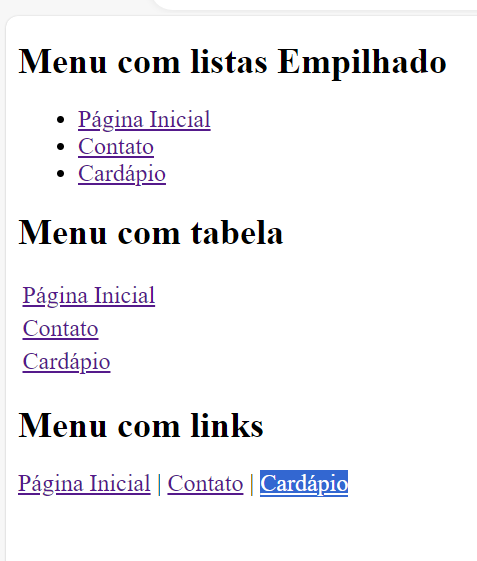 Menu com listas Empilhado
Página Inicial
Contato
Cardápio
Menu com tabela
Página Inicial
Contato
Cardápio
Menu com links
Página Inicial | Contato | Cardápio